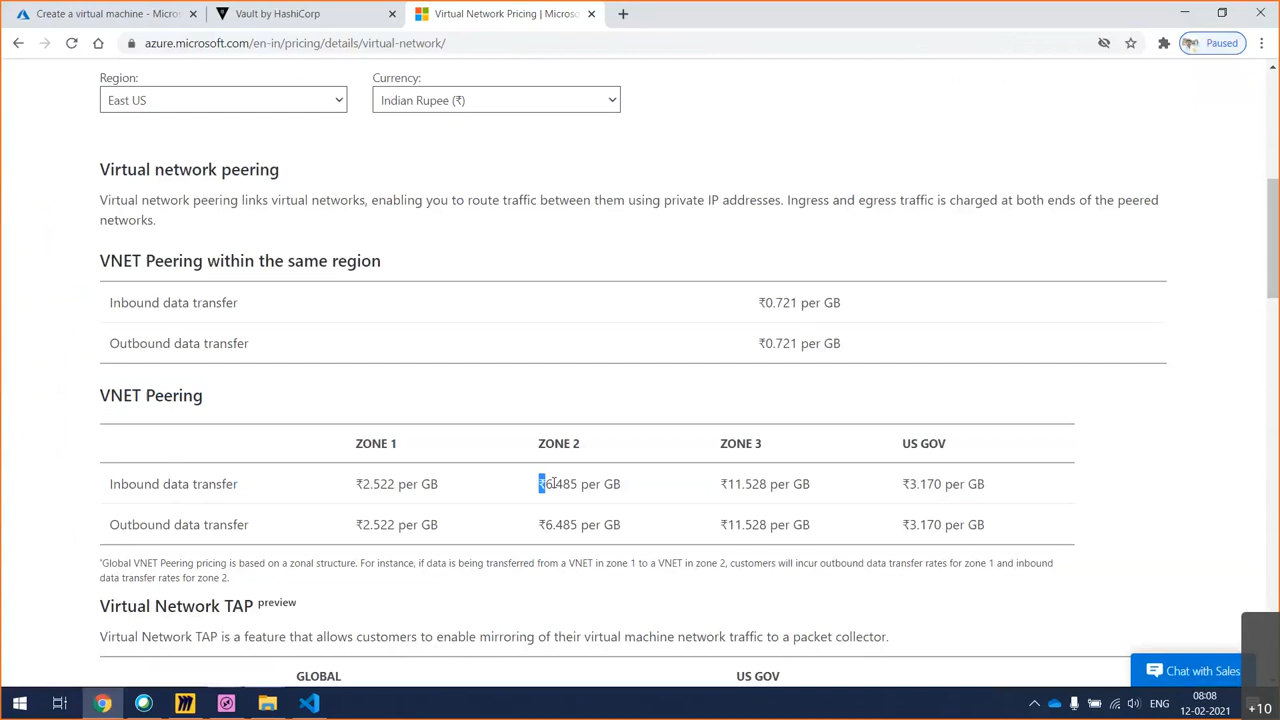 Create a virtual machine - Micros
Vault by HashiCorp
Virtual Network Pricing | Microso
azure.microsoft.com/en-in/pricing/details/virtual-network/
Paused
Region:
Currency:
East US
Indian Rupee (₹)
Virtual network peering
Virtual network peering links virtual networks, enabling you to route traffic between them using private IP addresses. Ingress and egress traffic is charged at both ends of the peered
networks.
VNET Peering within the same region
Inbound data transfer ₹0.721 per GB
Outbound data transfer ₹0.721 per GB
VNET Peering
ZONE 1 ZONE 2 ZONE 3 US GOV
Inbound data transfer ₹2.522 per GB ₹6.485 per GB ₹11.528 per GB ₹3.170 per GB
Outbound data transfer ₹2.522 per GB ₹6.485 per GB ₹11.528 per GB ₹3.170 per GB
*Global VNET Peering pricing is based on a zonal structure. For instance, if data is being transferred from a VNET in zone 1 to a VNET in zone 2, customers will incur outbound data transfer rates for zone 1 and inbound
data transfer rates for zone 2.
Virtual Network TAP preview
Virtual Network TAP is a feature that allows customers to enable mirroring of their virtual machine network traffic to a packet collector.
GLOBAL US GOV
Chat with Sales
ENG
08:08
12-02-2021
+10